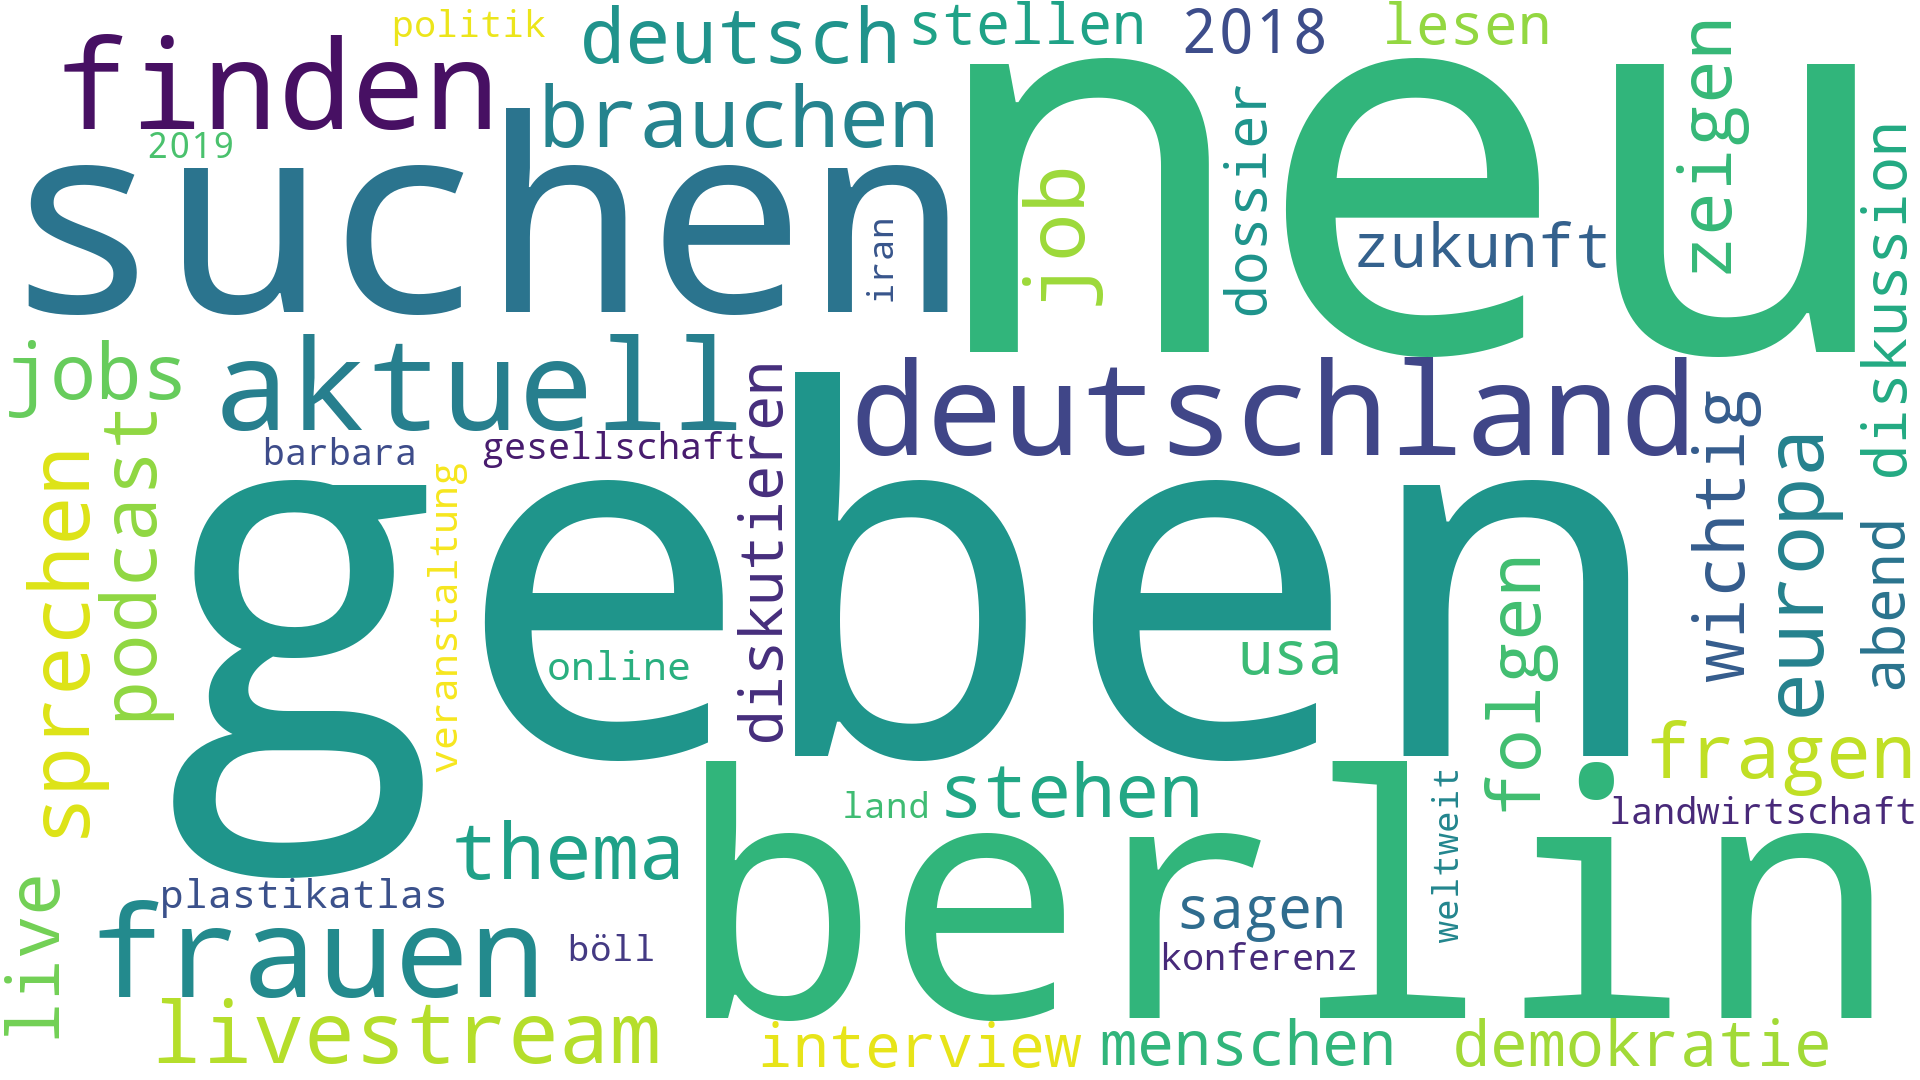 politik
deutsch
stellen
2018
lesen
finden
brauchen
neu
zeigen
2019
suchen
iran
job
dossier
zukunft
diskussion
jobs
aktuell
deutschland
barbara
gesellschaft
diskutieren
wichtig
europa
sprechen
podcast
veranstaltung
geben
online
usa
folgen
abend
fragen
thema
land
stehen
berlin
weltweit
landwirtschaft
live
plastikatlas
frauen
böll
sagen
konferenz
livestream
interview
menschen
demokratie